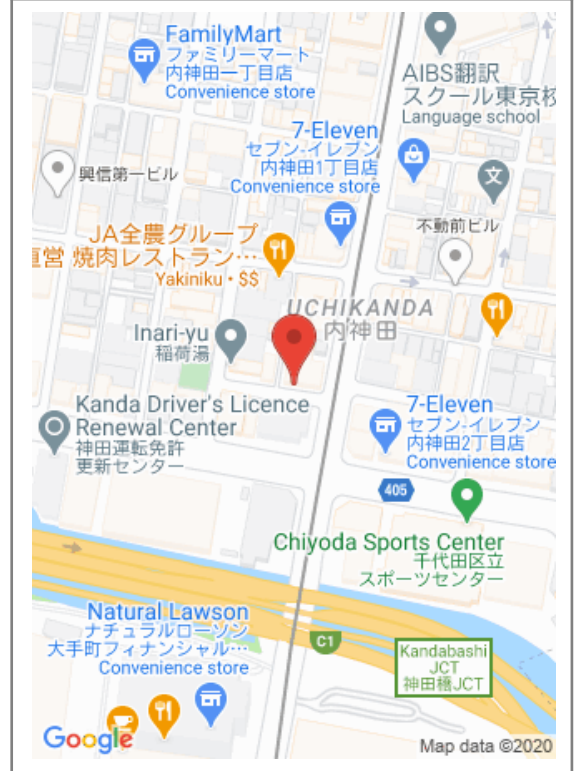 FamilyMart
ファミリーマート
内神田一丁目店
Convenience store
AIBS翻訳
スクール東京校
Language school
7-Eleven
セブン-イレブン
内神田1丁目店
Convenience store
興信第一ビル
文
不動前ビル
JA全農グループ
直営 焼肉レストラン…
Yakiniku・$$
UCHIKANDA
内神田
Inari-yu
稲荷湯
Kanda Driver's Licence
Renewal Center
神田運転免許
更新センター
7-Eleven
セブン-イレブン
内神田2丁目店
Convenience store
405
Chiyoda Sports Center
千代田区立
スポーツセンター
Natural Lawson
ナチュラルローソン
大手町フィナンシャル…
Convenience store
C1
Kandabashi
JCT
神田橋JCT
Google
Map data ©2020